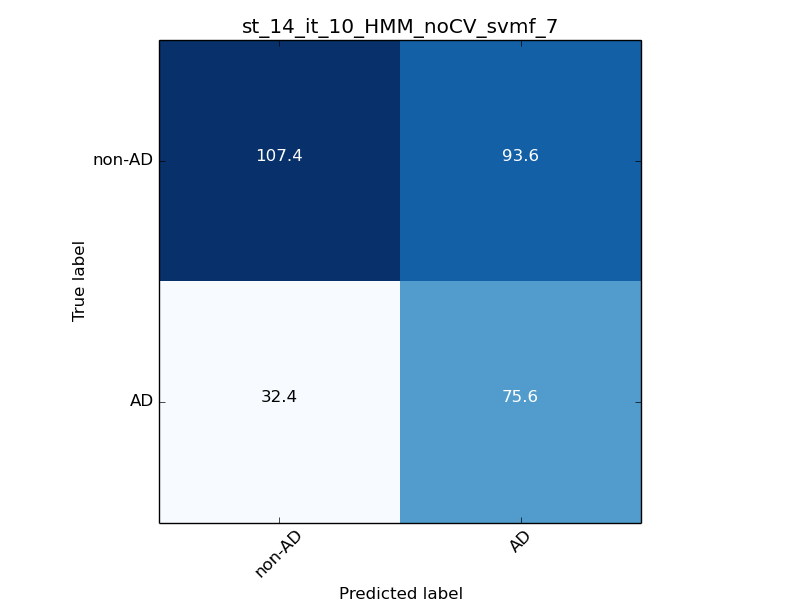 st_14_it_10_HMM_noCV_svmf_7
non-AD
107.4
93.6
True label
AD
32.4
75.6
non-AD
AD
Predicted label